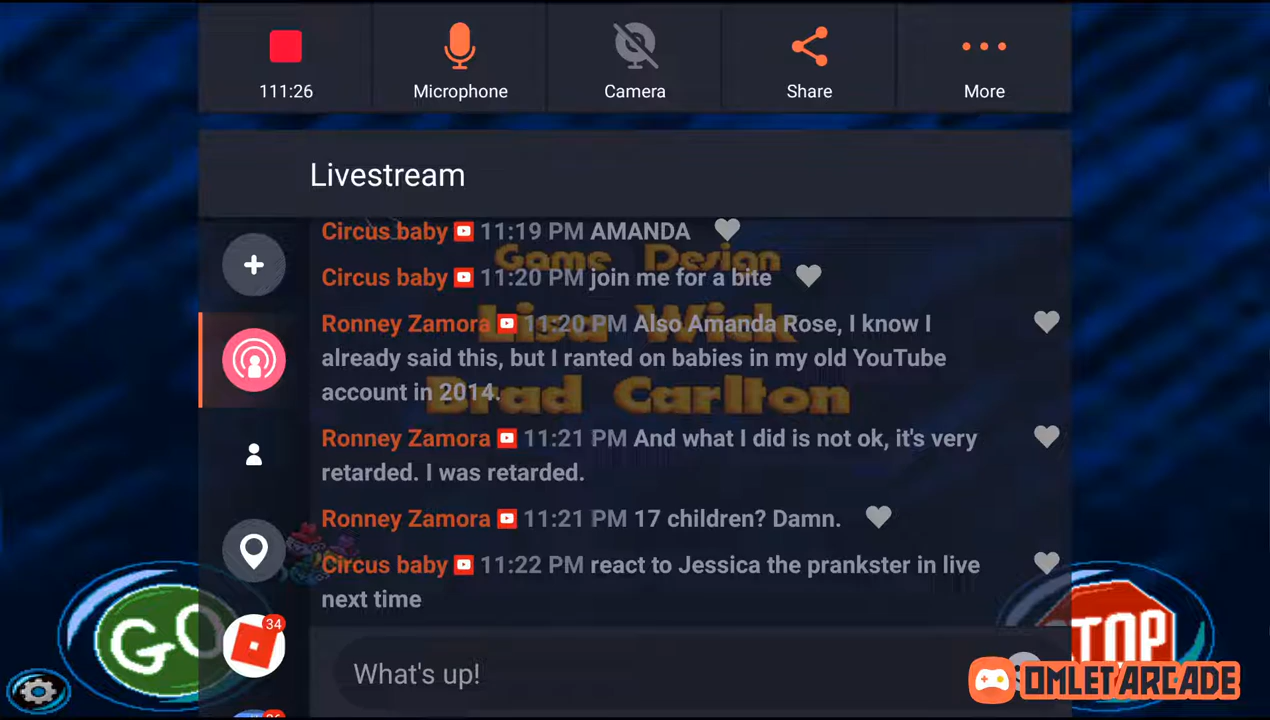 111:26
Microphone
Camera
Share
More
Livestream
Circus baby 11:19 PM AMANDA
Game Design
Circus baby 11:20 PM join me for a bite
Lisa Wick
Ronney Zamora 11:20 PM Also Amanda Rose, I know I
already said this, but I ranted on babies in my old YouTube
account in 2014.
Brad Carlton
Ronney Zamora 11:21 PM And what I did is not ok, it's very
retarded. I was retarded.
Ronney Zamora 11:21 PM 17 children? Damn.
Circus baby 11:22 PM react to Jessica the prankster in live
next time
GO
STOP
34
What's up!
OMLET ARCADE